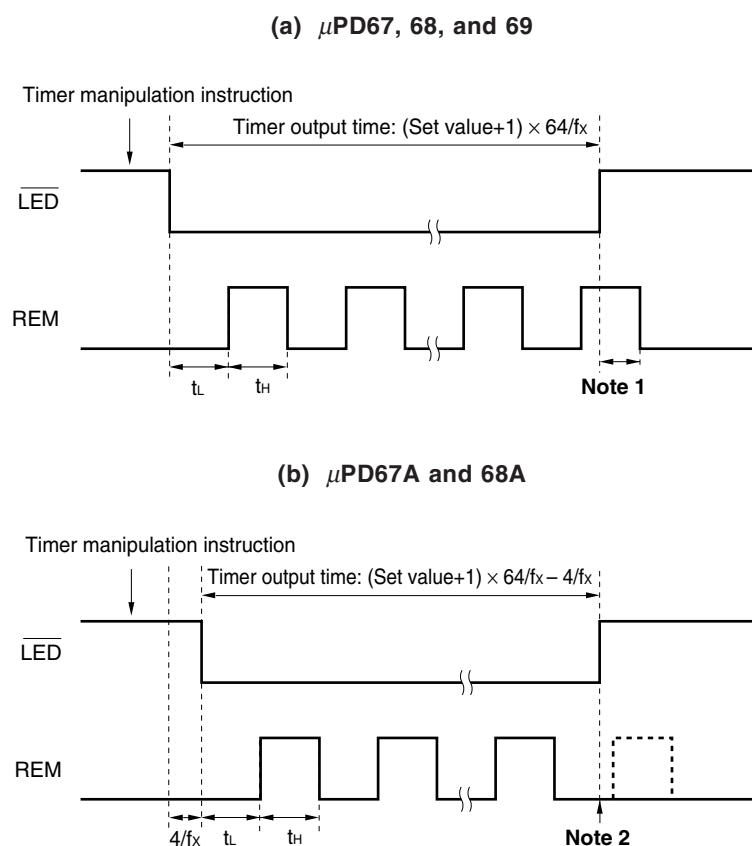 (a) μPD67, 68, and 69
Timer manipulation instruction
Timer output time: (Set value+1) × 64/fX
LED
REM
tL
tH
Note 1
(b) μPD67A and 68A
Timer manipulation instruction
Timer output time: (Set value+1) × 64/fX – 4/fX
LED
REM
4/fX
tL
tH
Note 2